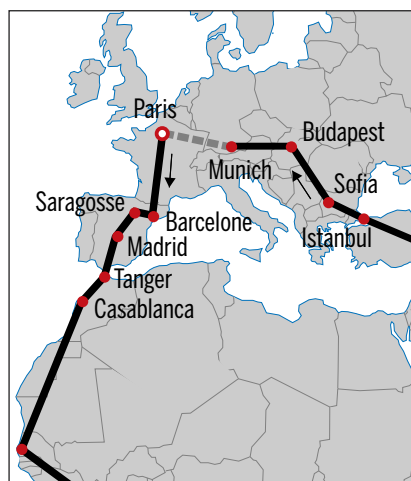 Paris
Budapest
Munich
Sofia
Saragosse
Barcelone
Istanbul
Madrid
Tanger
Casablanca